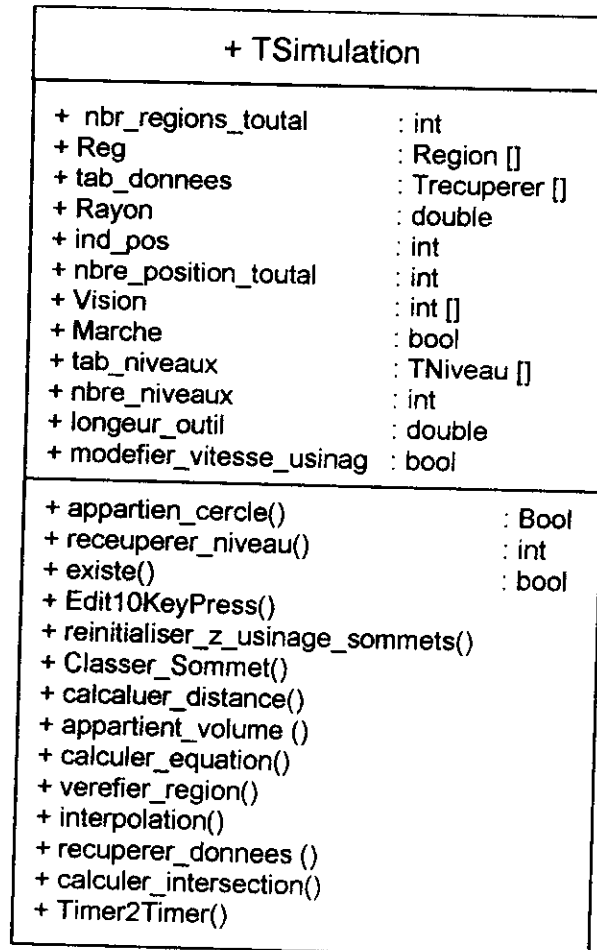 + TSimulation
+ nbr_regions_toutal : int
+ Reg : Region []
+ tab_donnees : Trecuperer []
+ Rayon : double
+ ind_pos : int
+ nbre_position_toutal : int
+ Vision : int []
+ Marche : bool
+ tab_niveaux : TNiveau []
+ nbre_niveaux : int
+ longeur_outil : double
+ modefier_vitesse_usinag : bool
+ appartien_cercle() : Bool
+ receuperer_niveau() : int
+ existe() : bool
+ Edit10KeyPress()
+ reinitialiser_z_usinage_sommets()
+ Classer_Sommet()
+ calcaluer_distance()
+ appartient_volume ()
+ calculer_equation()
+ verefier_region()
+ interpolation()
+ recuperer_donnees ()
+ calculer_intersection()
+ Timer2Timer()